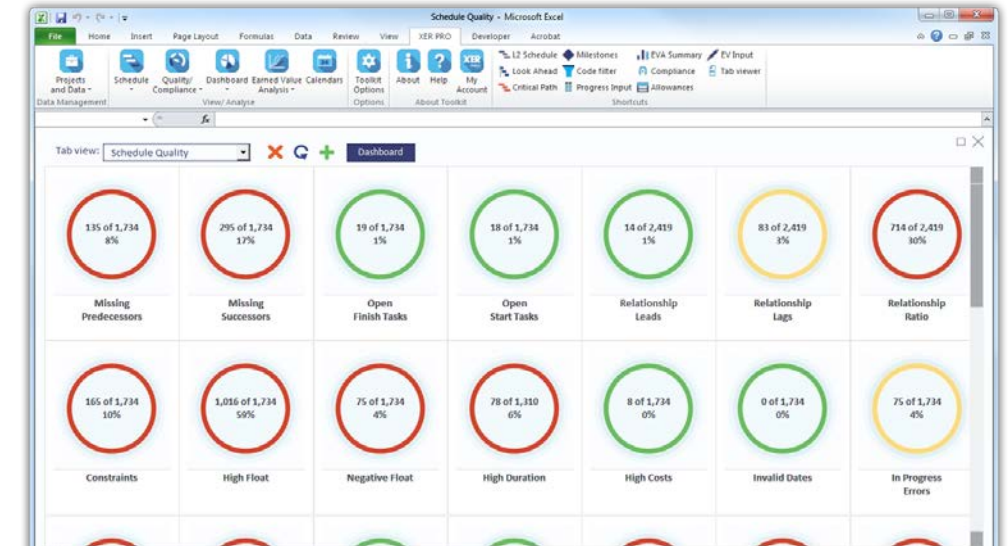 Schedule Quality - Microsoft Excel
File Home Insert Page Layout Formulas Data Review View XER PRO Developer Acrobat
Projects and Data
Schedule
Quality/ Compliance
Dashboard
Earned Value Analysis
Calendars
Toolkit Options
About
Help
XER
My Account
L2 Schedule
Milestones
EVA Summary
EV Input
Look Ahead
Code filter
Compliance
Tab viewer
Critical Path
Progress Input
Allowances
Data Management
View/ Analyse
Options
About Toolkit
Shortcuts
fx
Tab view: Schedule Quality Dashboard
135 of 1,734
8%
Missing
Predecessors
295 of 1,734
17%
Missing
Successors
19 of 1,734
1%
Open
Finish Tasks
18 of 1,734
1%
Open
Start Tasks
14 of 2,419
1%
Relationship
Leads
83 of 2,419
3%
Relationship
Lags
714 of 2,419
30%
Relationship
Ratio
165 of 1,734
10%
Constraints
1,016 of 1,734
59%
High Float
75 of 1,734
4%
Negative Float
78 of 1,310
6%
High Duration
8 of 1,734
0%
High Costs
0 of 1,734
0%
Invalid Dates
75 of 1,734
4%
In Progress
Errors